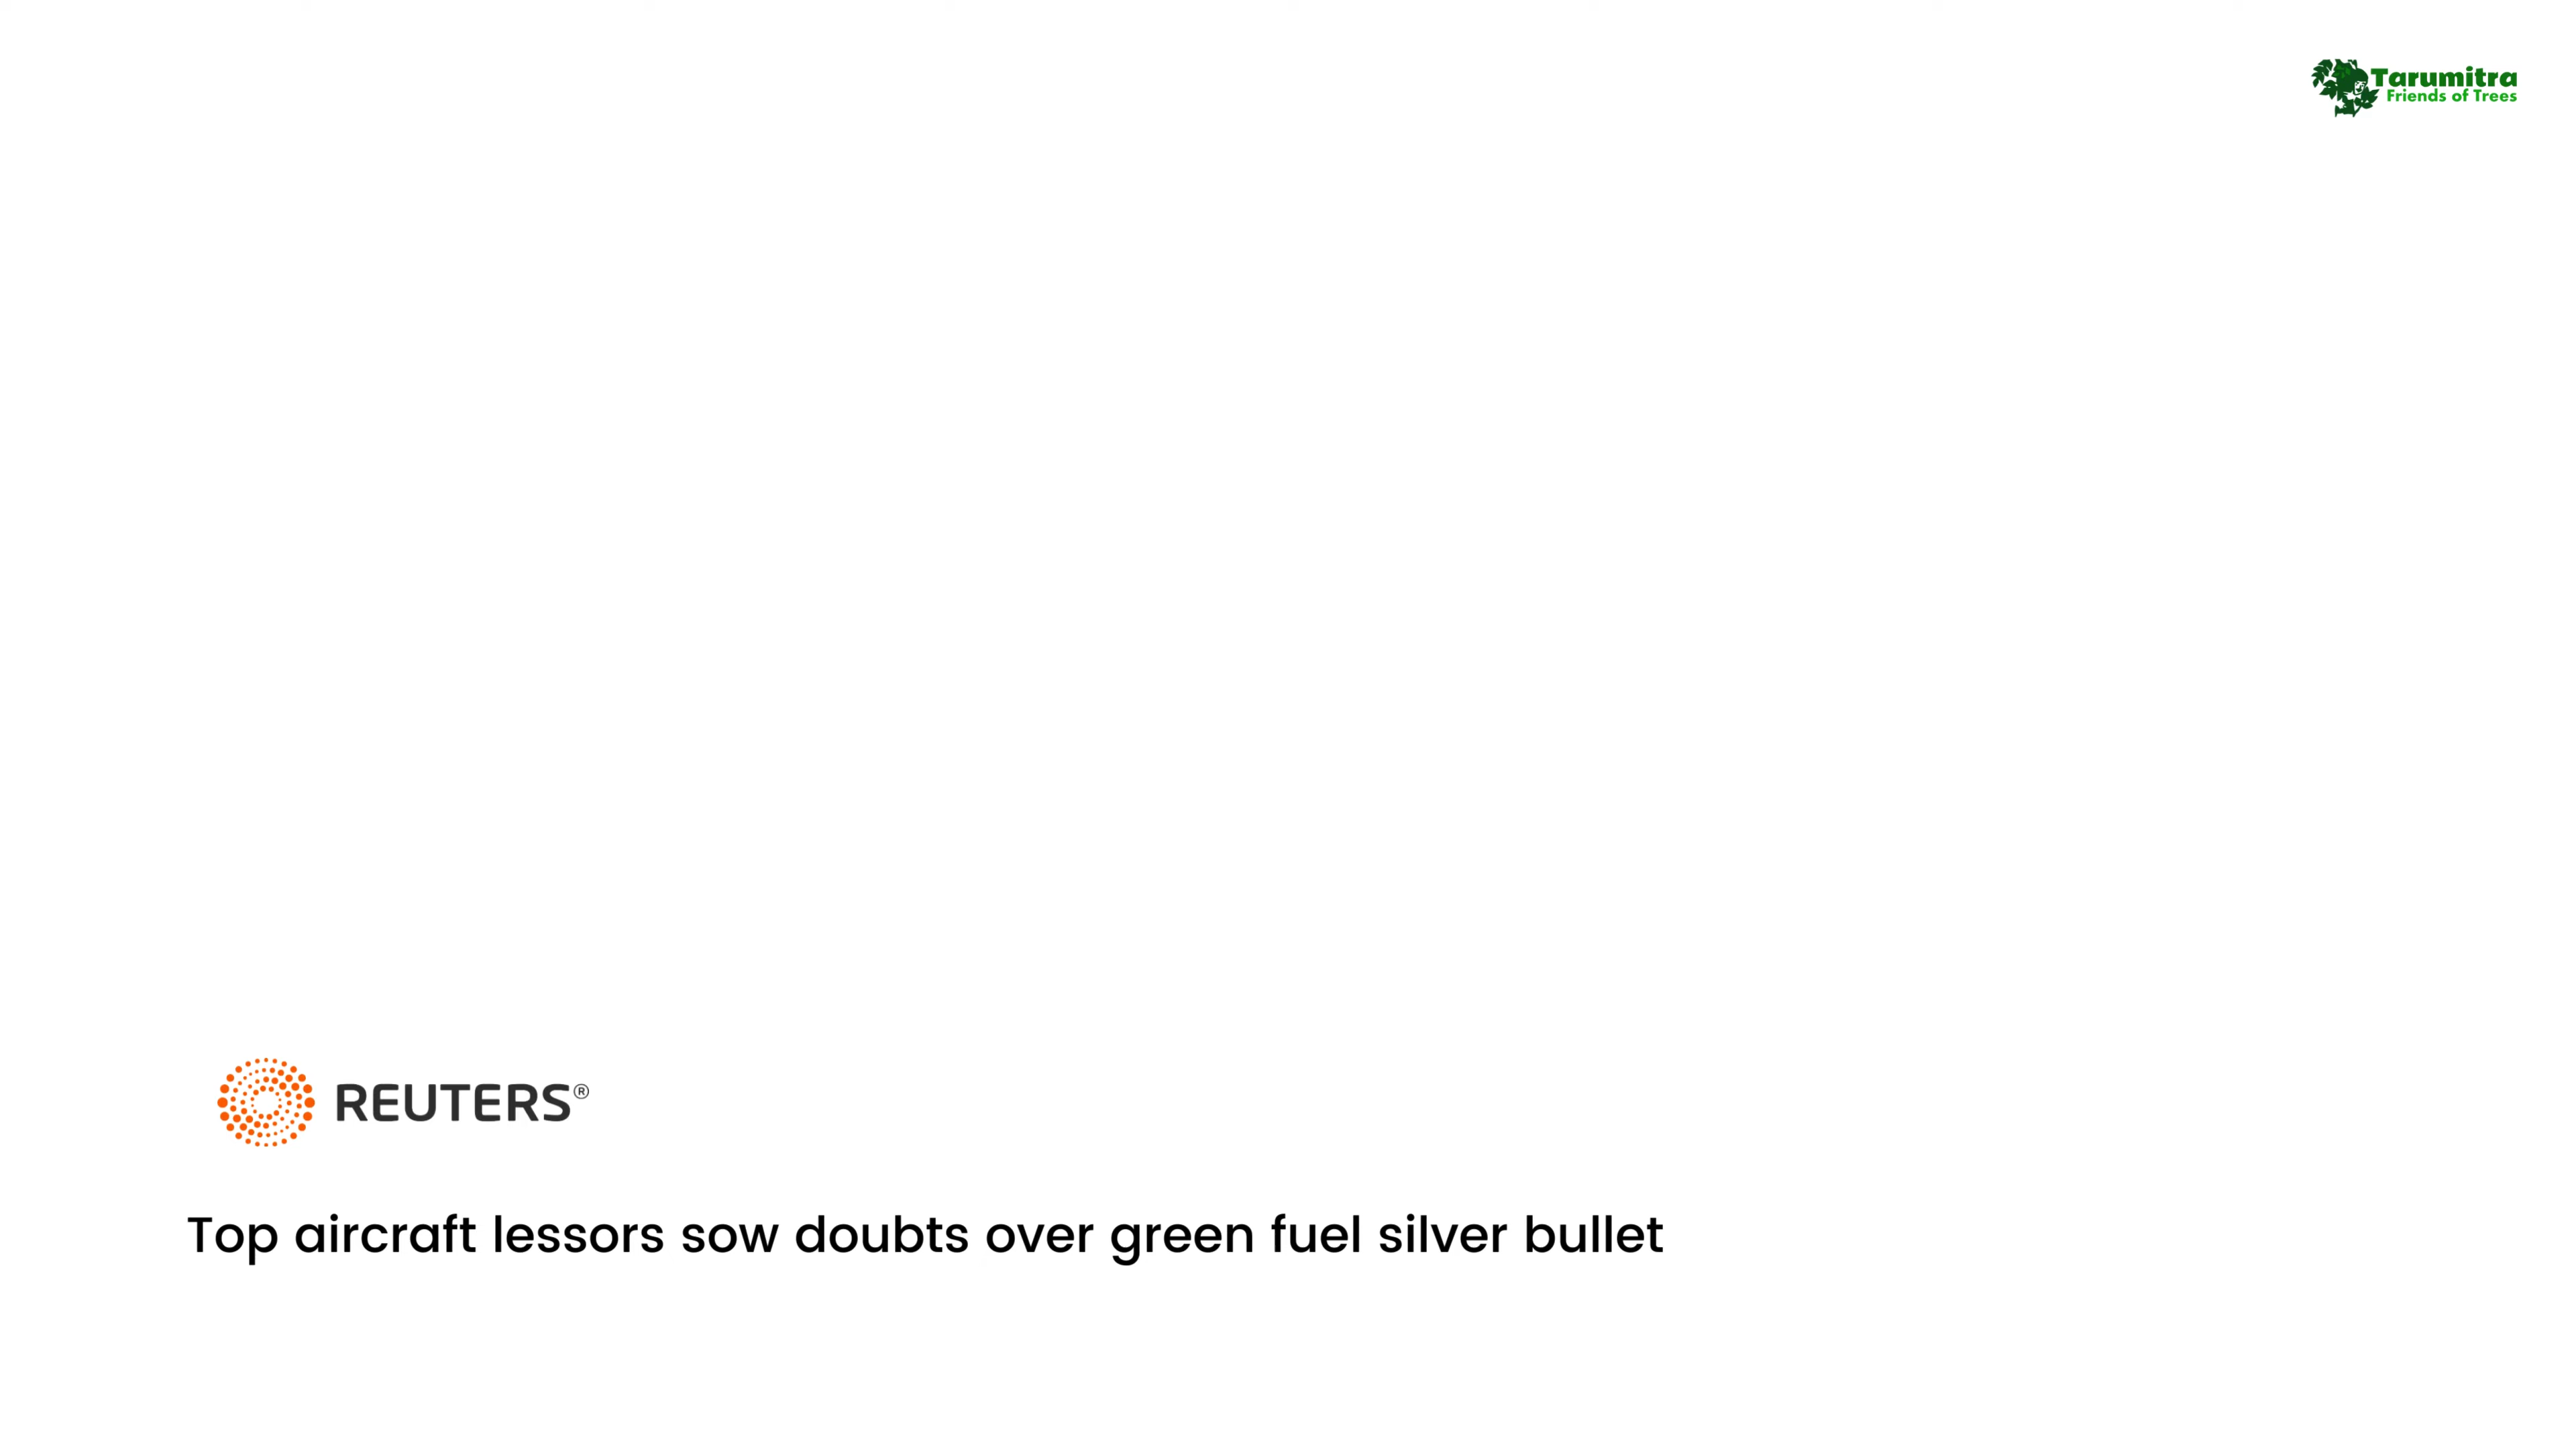 Tarumitra
Friends of Trees
REUTERS®
Top aircraft lessors sow doubts over green fuel silver bullet